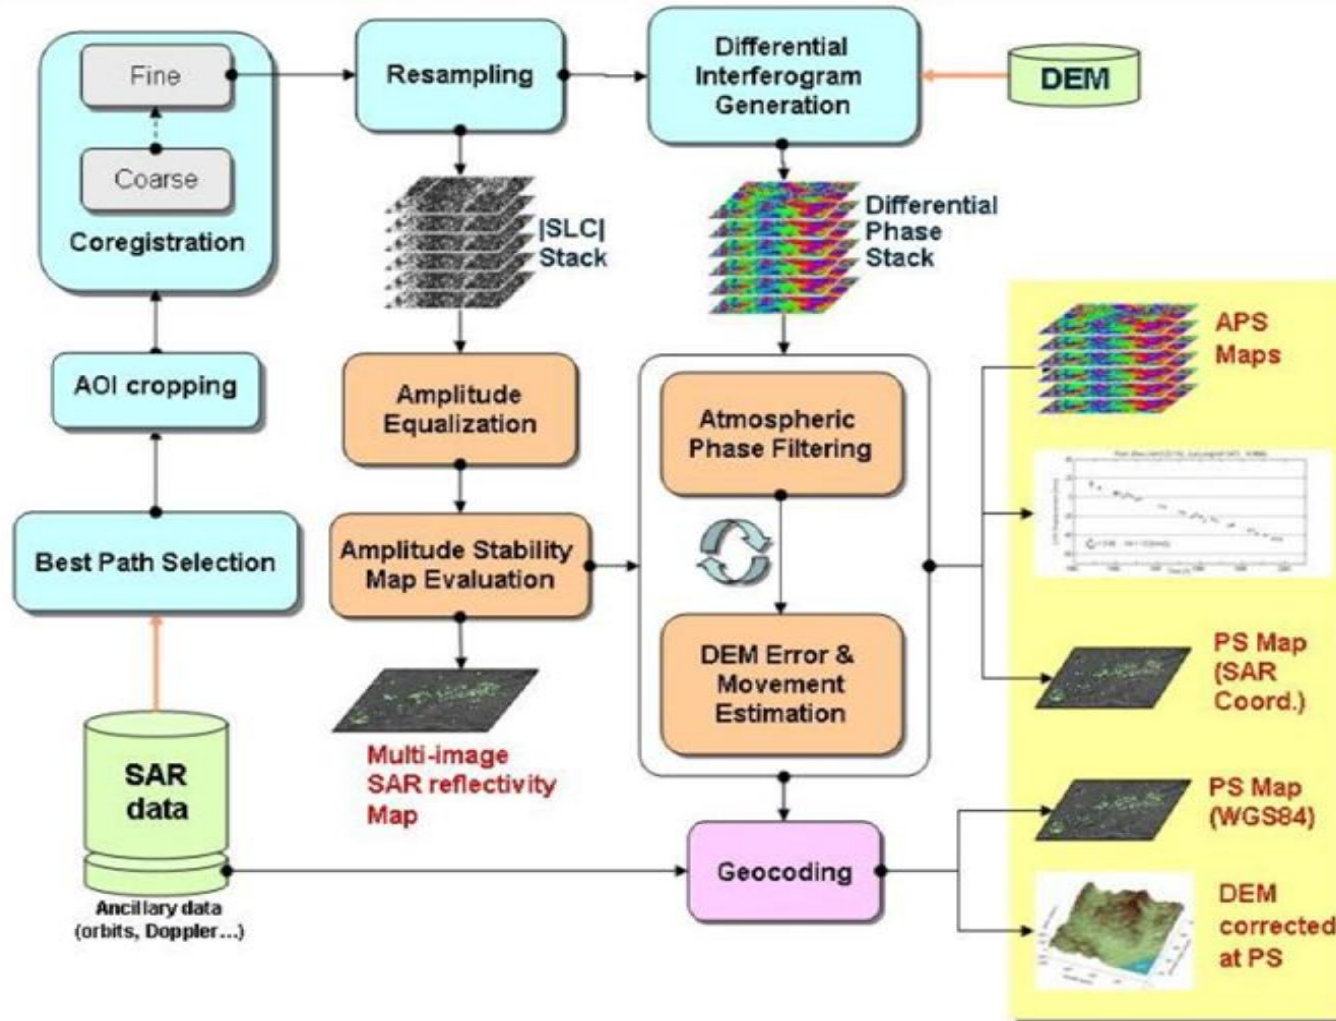 Fine
Coarse
Coregistration
Resampling
Differential
Interferogram
Generation
DEM
|SLC|
Stack
Differential
Phase
Stack
AOI cropping
Amplitude
Equalization
Atmospheric
Phase Filtering
APS
Maps
Best Path Selection
Amplitude Stability
Map Evaluation
DEM Error &
Movement
Estimation
PS Map
(SAR
Coord.)
SAR
data
Multi-image
SAR reflectivity
Map
PS Map
(WGS84)
Geocoding
Ancillary data
(orbits, Doppler...)
DEM
corrected
at PS